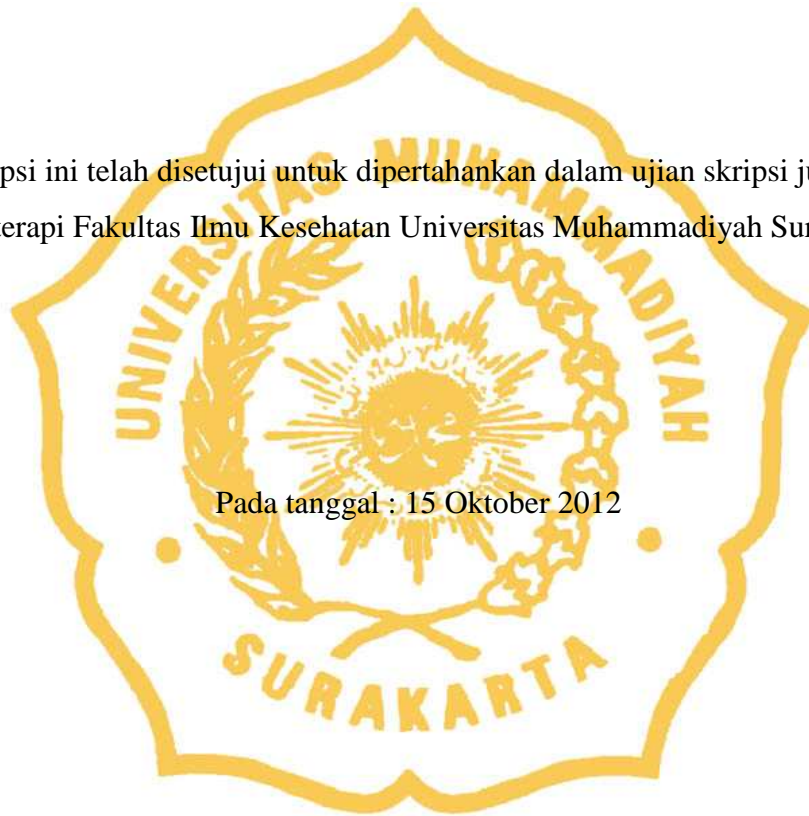 psi ini telah disetujui untuk dipertahankan dalam ujian skripsi ju
terapi Fakultas Ilmu Kesehatan Universitas Muhammadiyah Sur
UNIVERSITAS MUHAMMADIYAH
Pada tanggal : 15 Oktober 2012
SURAKARTA